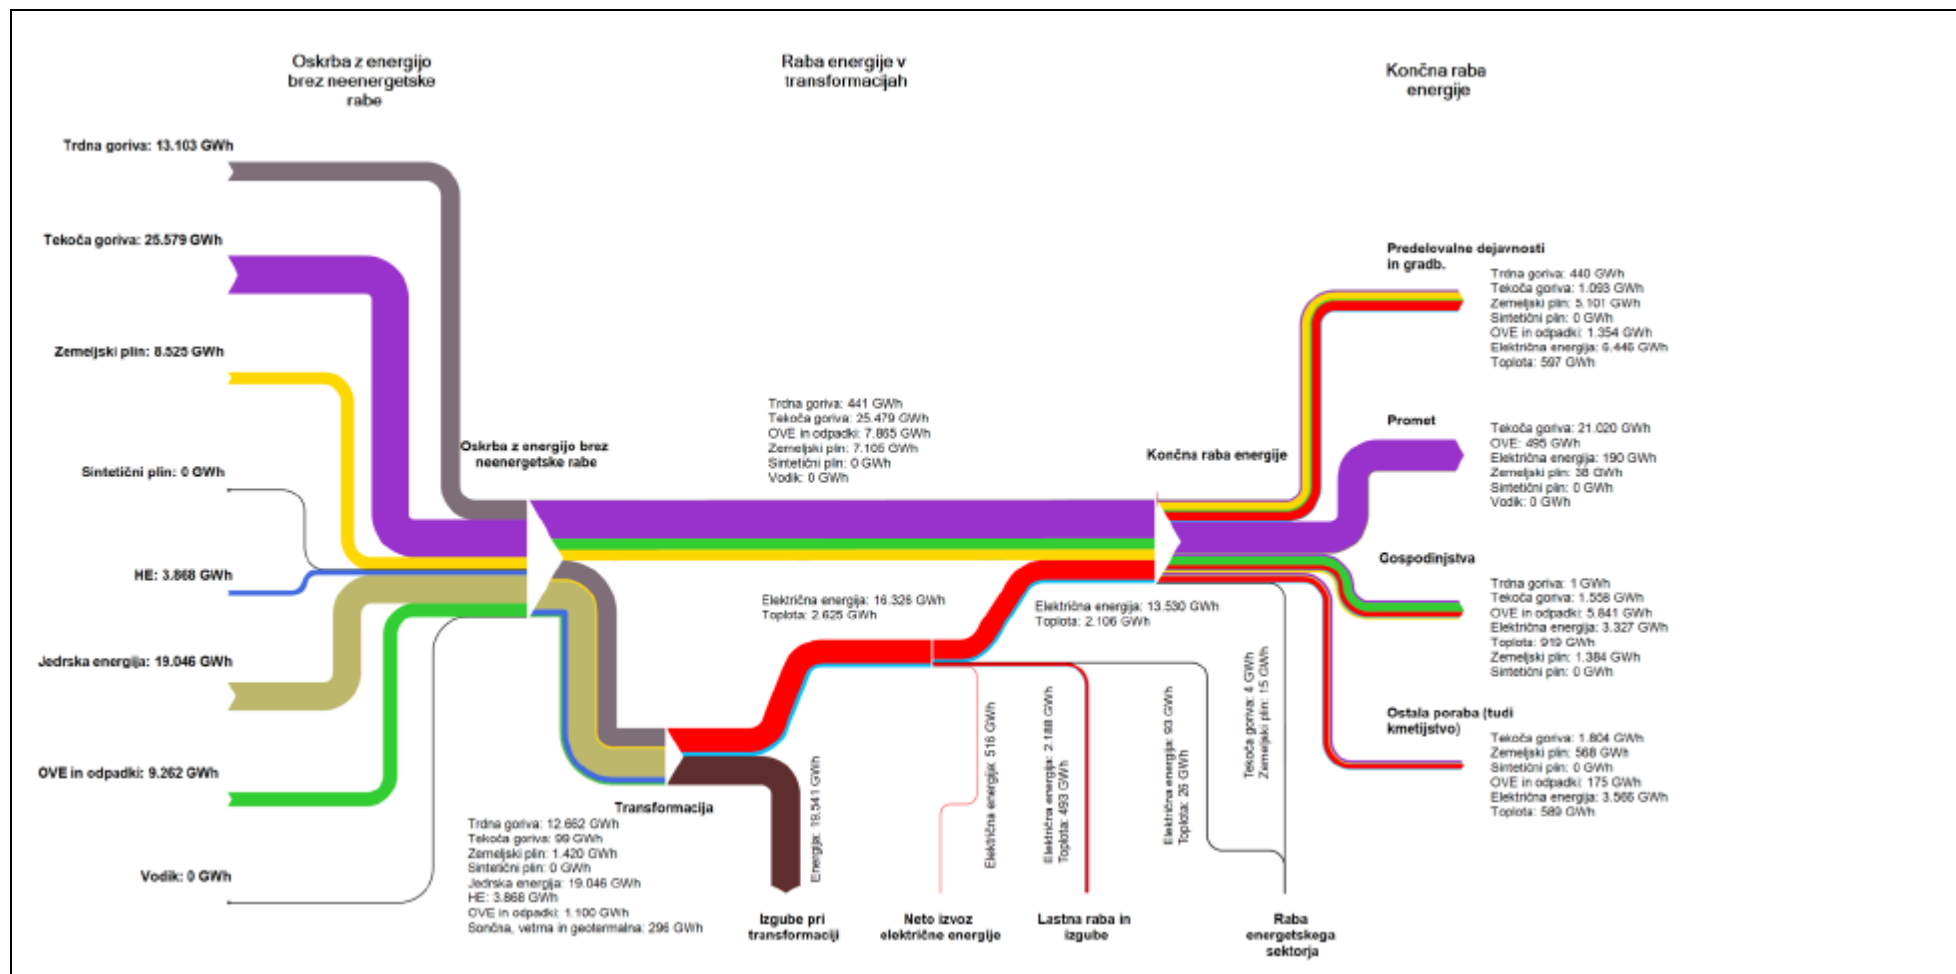 Oskrba z energijo
brez neenergetske
rabe
Raba energije v
transformacijah
Končna raba
energije
Trdna goriva: 13.103 GWh
Tekoča goriva: 25.579 GWh
Zemeljski plin: 8.525 GWh
Sintetični plin: 0 GWh
HE: 3.868 GWh
Jedrska energija: 19.046 GWh
OVE in odpadki: 9.262 GWh
Vodik: 0 GWh
Oskrba z energijo brez
neenergetske rabe
Trdna goriva: 441 GWh
Tekoča goriva: 25.479 GWh
OVE in odpadki: 7.865 GWh
Zemeljski plin: 7.105 GWh
Sintetični plin: 0 GWh
Vodik: 0 GWh
Električna energija: 16.326 GWh
Toplota: 2.625 GWh
Končna raba energije
Električna energija: 13.530 GWh
Toplota: 2.106 GWh
Transformacija
Trdna goriva: 12.662 GWh
Tekoča goriva: 99 GWh
Zemeljski plin: 1.420 GWh
Sintetični plin: 0 GWh
Jedrska energija: 19.046 GWh
HE: 3.868 GWh
OVE in odpadki: 1.100 GWh
Sončna, vetrna in geotermalna: 296 GWh
Energija: 19.541 GWh
Izgube pri
transformaciji
Električna energija: 516 GWh
Neto izvoz
električne energije
Električna energija: 2.188 GWh
Toplota: 493 GWh
Lastna raba in
izgube
Električna energija: 93 GWh
Toplota: 26 GWh
Tekoča goriva: 4 GWh
Zemeljski plin: 15 GWh
Raba
energetskega
sektorja
Predelovalne dejavnosti
in gradb.
Trdna goriva: 440 GWh
Tekoča goriva: 1.093 GWh
Zemeljski plin: 5.101 GWh
Sintetični plin: 0 GWh
OVE in odpadki: 1.354 GWh
Električna energija: 6.446 GWh
Toplota: 597 GWh
Promet
Tekoča goriva: 21.020 GWh
OVE: 495 GWh
Električna energija: 190 GWh
Zemeljski plin: 38 GWh
Sintetični plin: 0 GWh
Vodik: 0 GWh
Gospodinjstva
Trdna goriva: 1 GWh
Tekoča goriva: 1.558 GWh
OVE in odpadki: 5.841 GWh
Električna energija: 3.327 GWh
Toplota: 919 GWh
Zemeljski plin: 1.384 GWh
Sintetični plin: 0 GWh
Ostala poraba (tudi
kmetijstvo)
Tekoča goriva: 1.804 GWh
Zemeljski plin: 568 GWh
Sintetični plin: 0 GWh
OVE in odpadki: 175 GWh
Električna energija: 3.566 GWh
Toplota: 589 GWh